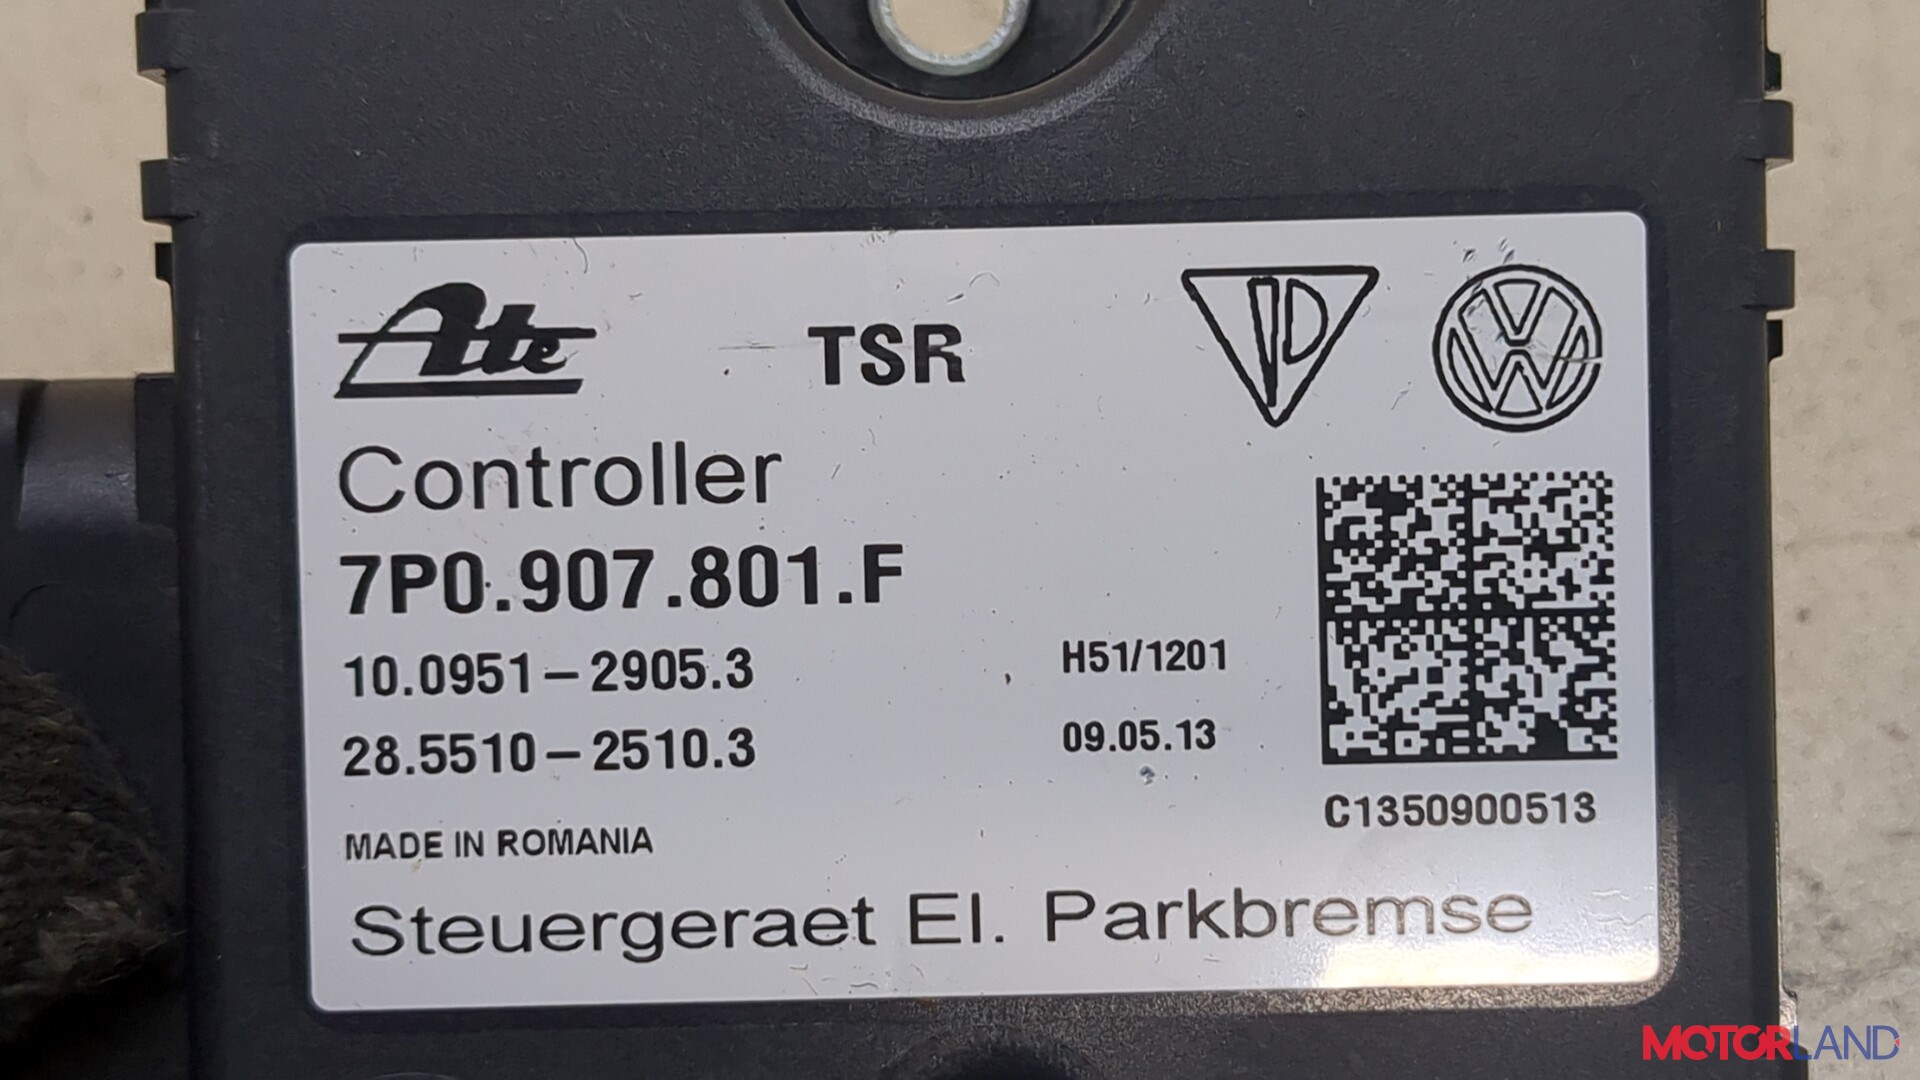 Ate TSR
Controller
7P0.907.801.F
10.0951-2905.3 H51/1201
28.5510-2510.3 09.05.13
C1350900513
MADE IN ROMANIA
Steuergeraet El. Parkbremse
MOTORLAND